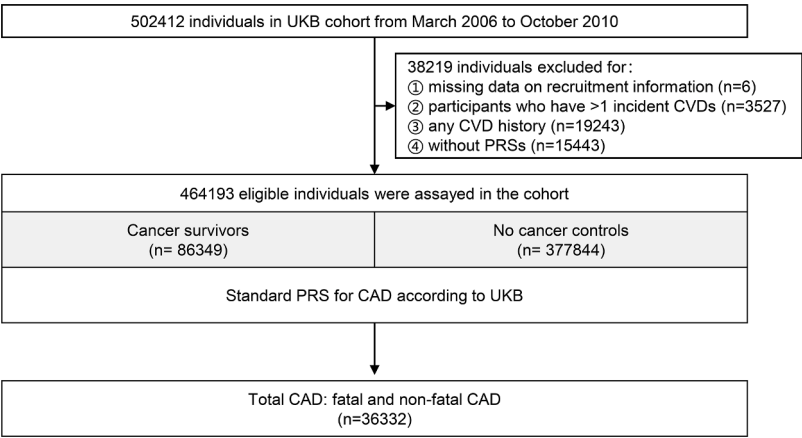 502412 individuals in UKB cohort from March 2006 to October 2010
38219 individuals excluded for:
① missing data on recruitment information (n=6)
② participants who have >1 incident CVDs (n=3527)
③ any CVD history (n=19243)
④ without PRSs (n=15443)
464193 eligible individuals were assayed in the cohort
Cancer survivors
(n= 86349)
No cancer controls
(n= 377844)
Standard PRS for CAD according to UKB
Total CAD: fatal and non-fatal CAD
(n=36332)